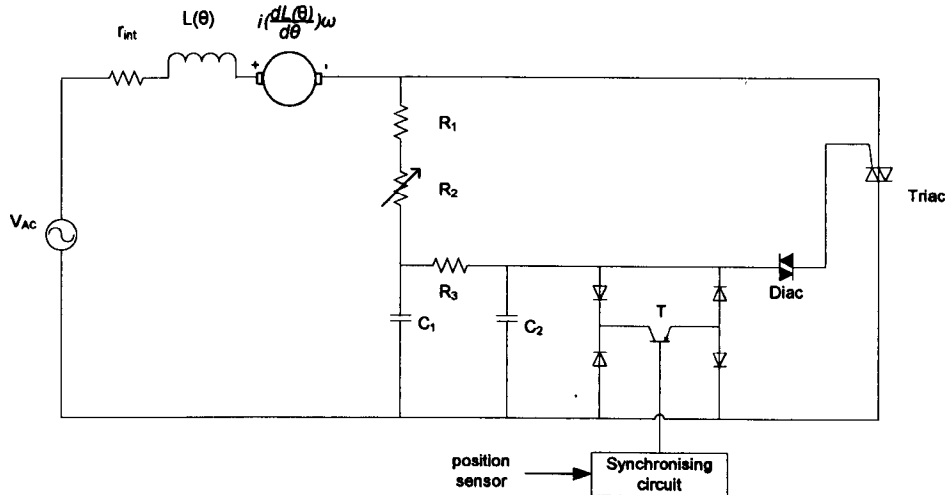 r_int
L(θ)
i(dL(θ)/dθ)ω
+
-
R₁
R₂
V_AC
Triac
R₃
Diac
T
C₁
C₂
position
sensor
Synchronising
circuit